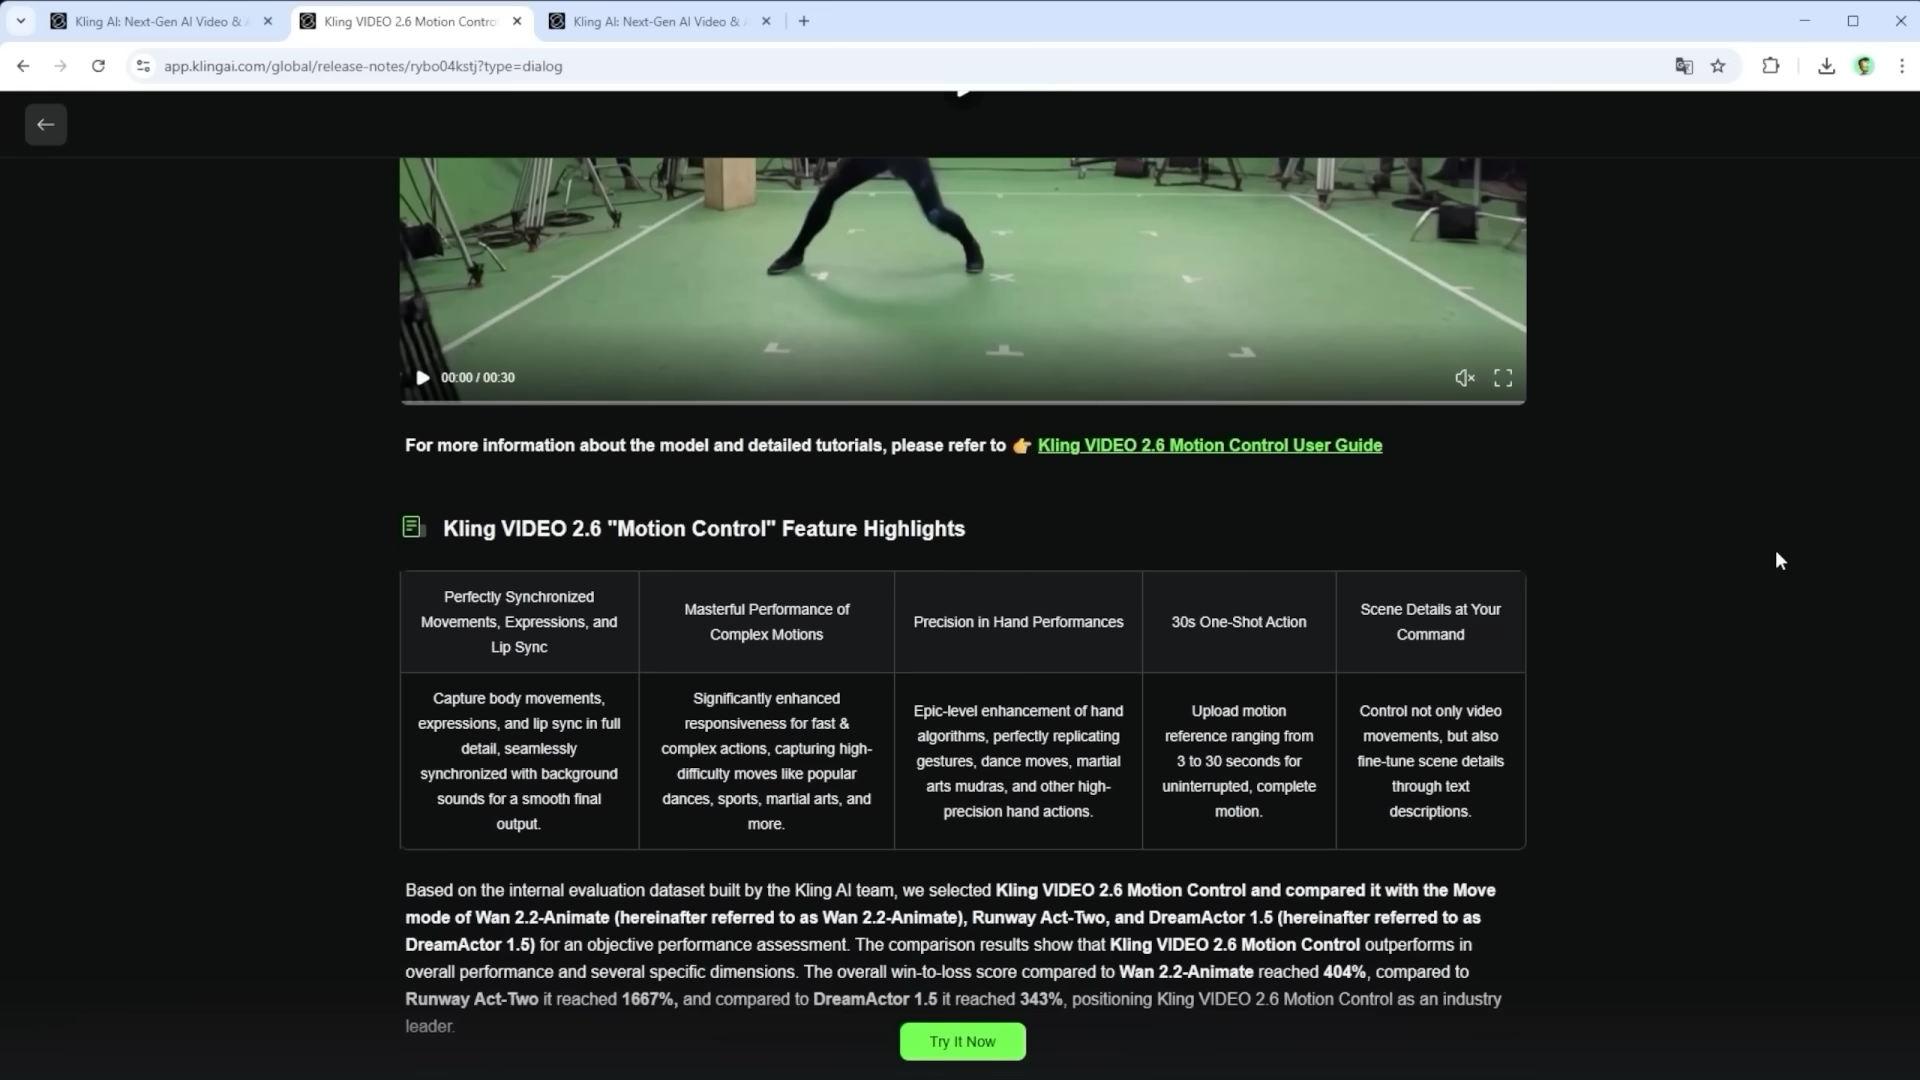 Kling AI: Next-Gen AI Video &
Kling VIDEO 2.6 Motion Contro
Kling AI: Next-Gen AI Video &
app.klingai.com/global/release-notes/rybo04kstj?type=dialog
00:00 / 00:30
For more information about the model and detailed tutorials, please refer to 👉 Kling VIDEO 2.6 Motion Control User Guide
Kling VIDEO 2.6 "Motion Control" Feature Highlights
Perfectly Synchronized
Movements, Expressions, and
Lip Sync
Masterful Performance of
Complex Motions
Precision in Hand Performances
30s One-Shot Action
Scene Details at Your
Command
Capture body movements,
expressions, and lip sync in full
detail, seamlessly
synchronized with background
sounds for a smooth final
output.
Significantly enhanced
responsiveness for fast &
complex actions, capturing high-
difficulty moves like popular
dances, sports, martial arts, and
more.
Epic-level enhancement of hand
algorithms, perfectly replicating
gestures, dance moves, martial
arts mudras, and other high-
precision hand actions.
Upload motion
reference ranging from
3 to 30 seconds for
uninterrupted, complete
motion.
Control not only video
movements, but also
fine-tune scene details
through text
descriptions.
Based on the internal evaluation dataset built by the Kling AI team, we selected Kling VIDEO 2.6 Motion Control and compared it with the Move
mode of Wan 2.2-Animate (hereinafter referred to as Wan 2.2-Animate), Runway Act-Two, and DreamActor 1.5 (hereinafter referred to as
DreamActor 1.5) for an objective performance assessment. The comparison results show that Kling VIDEO 2.6 Motion Control outperforms in
overall performance and several specific dimensions. The overall win-to-loss score compared to Wan 2.2-Animate reached 404%, compared to
Runway Act-Two it reached 1667%, and compared to DreamActor 1.5 it reached 343%, positioning Kling VIDEO 2.6 Motion Control as an industry
leader.
Try It Now